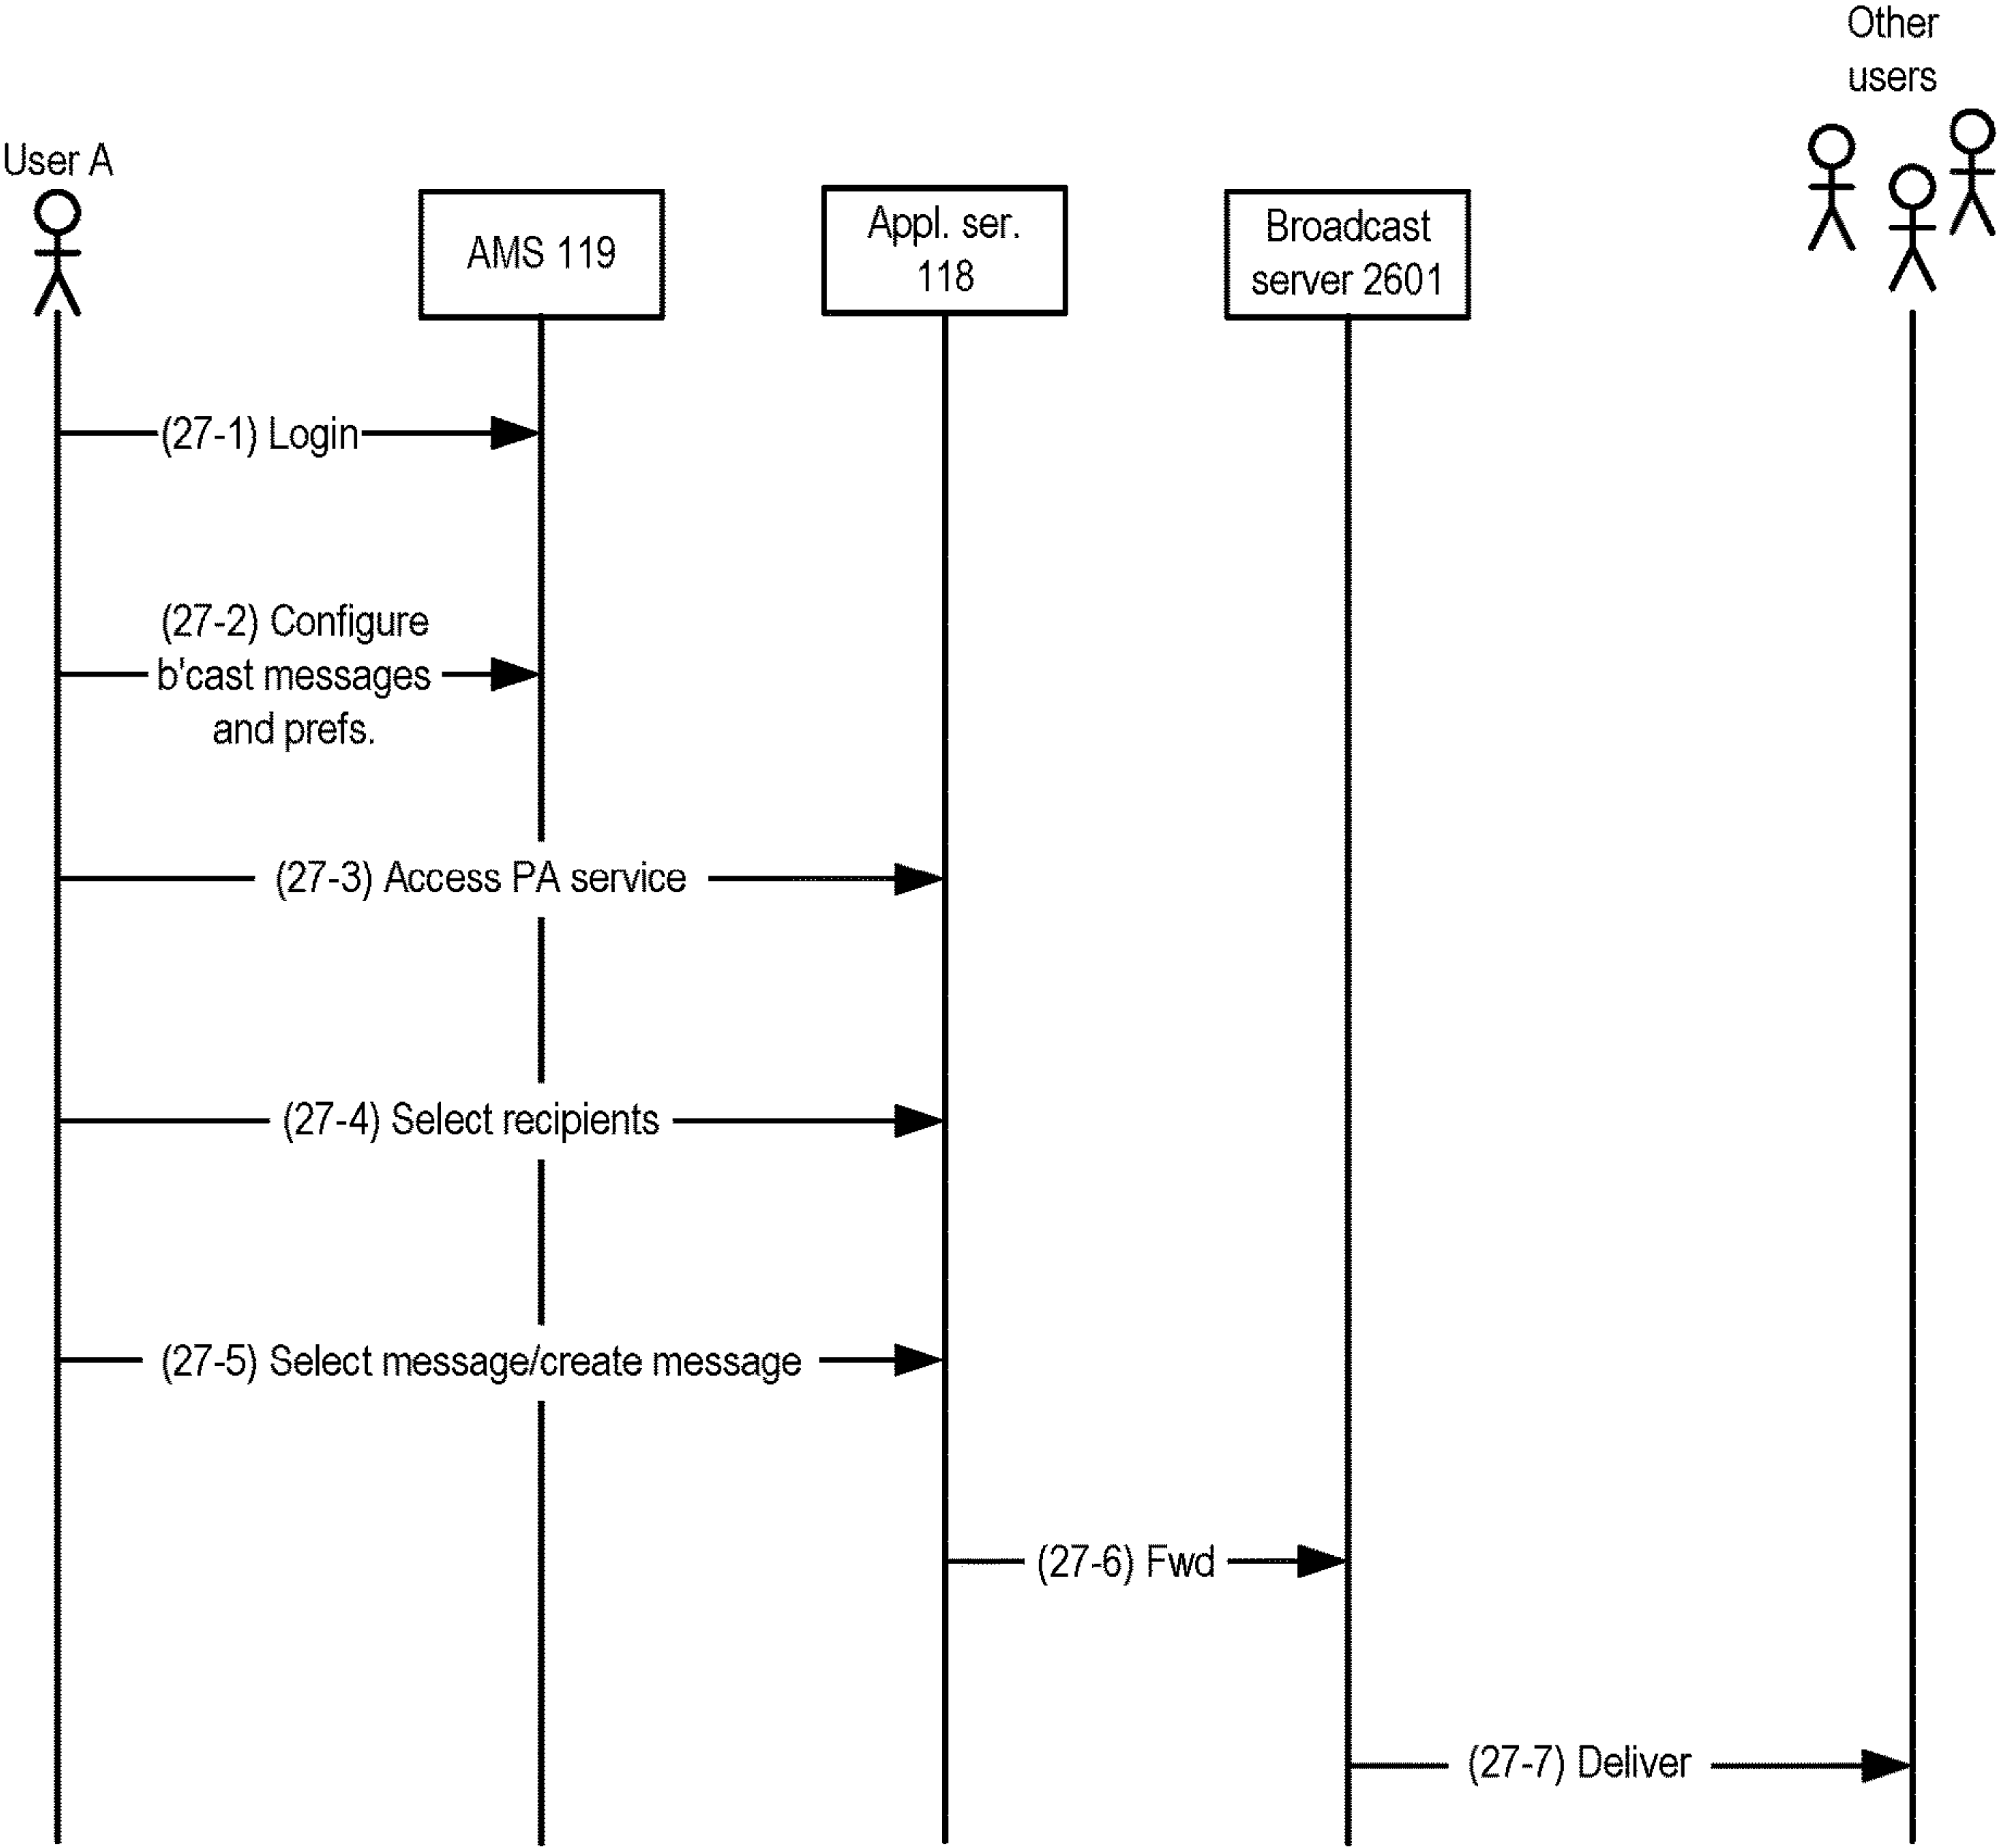 Other
users
User A
AMS 119
Appl. ser.
118
Broadcast
server 2601
(27-1) Login
(27-2) Configure
b'cast messages
and prefs.
(27-3) Access PA service
(27-4) Select recipients
(27-5) Select message/create message
(27-6) Fwd
(27-7) Deliver